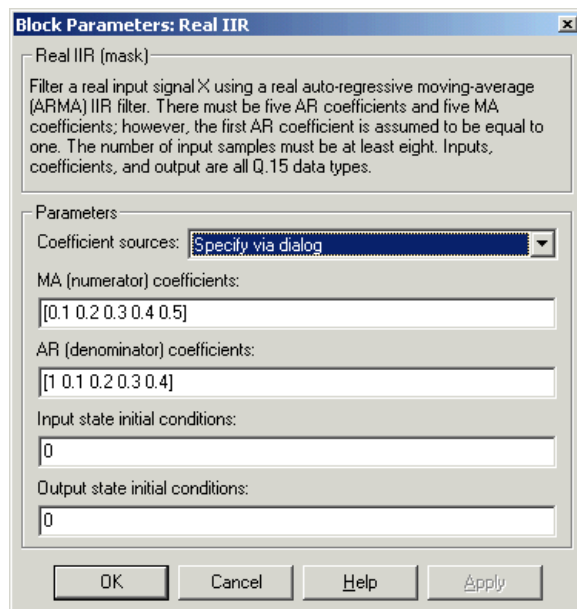 Block Parameters: Real IIR
Real IIR (mask)
Filter a real input signal X using a real auto-regressive moving-average
(ARMA) IIR filter. There must be five AR coefficients and five MA
coefficients; however, the first AR coefficient is assumed to be equal to
one. The number of input samples must be at least eight. Inputs,
coefficients, and output are all Q.15 data types.
Parameters
Coefficient sources: Specify via dialog
MA (numerator) coefficients:
[0.1 0.2 0.3 0.4 0.5]
AR (denominator) coefficients:
[1 0.1 0.2 0.3 0.4]
Input state initial conditions:
0
Output state initial conditions:
0
OK Cancel Help Apply